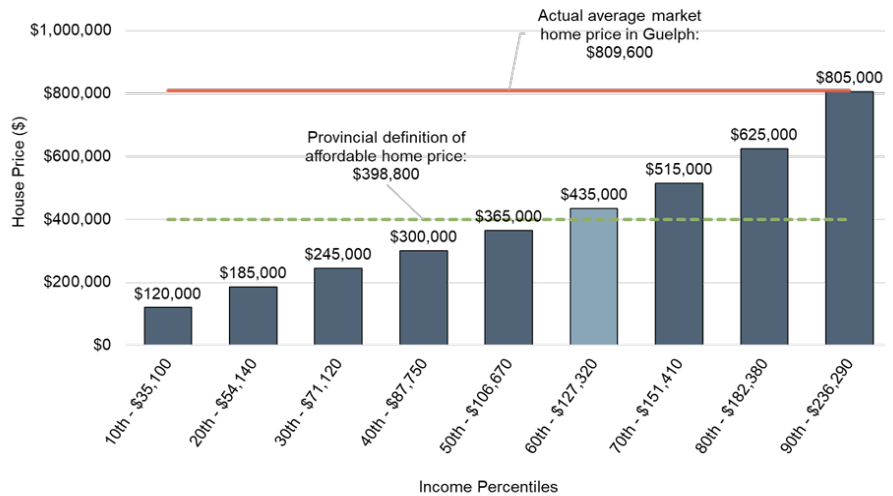 Actual average market
home price in Guelph:
$809,600
$1,000,000
$800,000
$600,000
$400,000
$200,000
$0
House Price ($)
Provincial definition of
affordable home price:
$398,800
$120,000
$185,000
$245,000
$300,000
$365,000
$435,000
$515,000
$625,000
$805,000
10th - $35,100
20th - $54,140
30th - $71,120
40th - $87,750
50th - $106,670
60th - $127,320
70th - $151,410
80th - $182,380
90th - $236,290
Income Percentiles